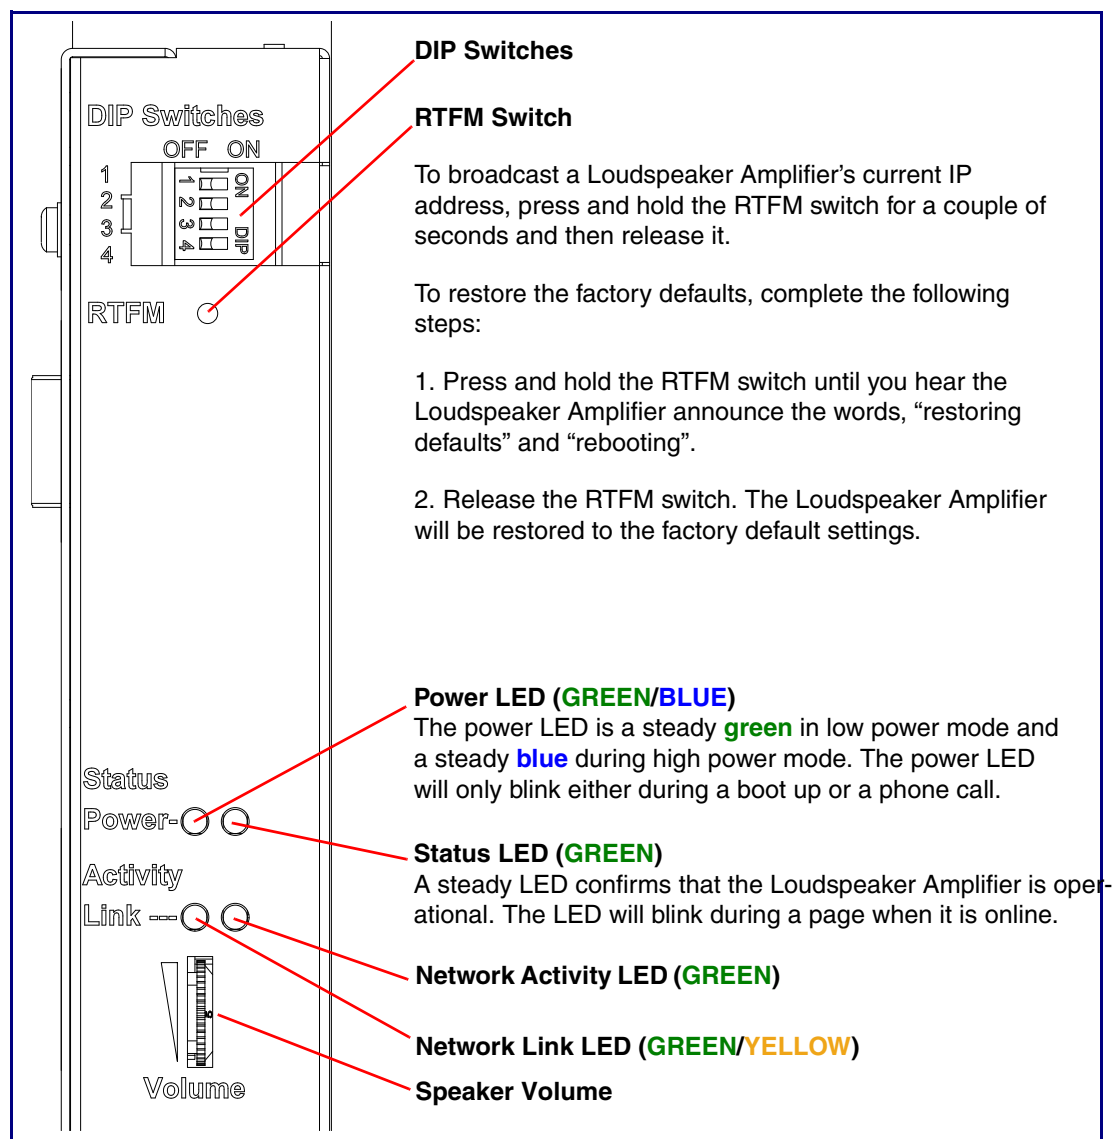 DIP Switches
OFF ON
1
2
3
4
1
2
3
4
ON
DIP
RTFM
Status
Power-
Activity
Link ---
5
Volume
DIP Switches
RTFM Switch
To broadcast a Loudspeaker Amplifier’s current IP
address, press and hold the RTFM switch for a couple of
seconds and then release it.
To restore the factory defaults, complete the following
steps:
1. Press and hold the RTFM switch until you hear the
Loudspeaker Amplifier announce the words, “restoring
defaults” and “rebooting”.
2. Release the RTFM switch. The Loudspeaker Amplifier
will be restored to the factory default settings.
Power LED (GREEN/BLUE)
The power LED is a steady green in low power mode and
a steady blue during high power mode. The power LED
will only blink either during a boot up or a phone call.
Status LED (GREEN)
A steady LED confirms that the Loudspeaker Amplifier is oper-
ational. The LED will blink during a page when it is online.
Network Activity LED (GREEN)
Network Link LED (GREEN/YELLOW)
Speaker Volume